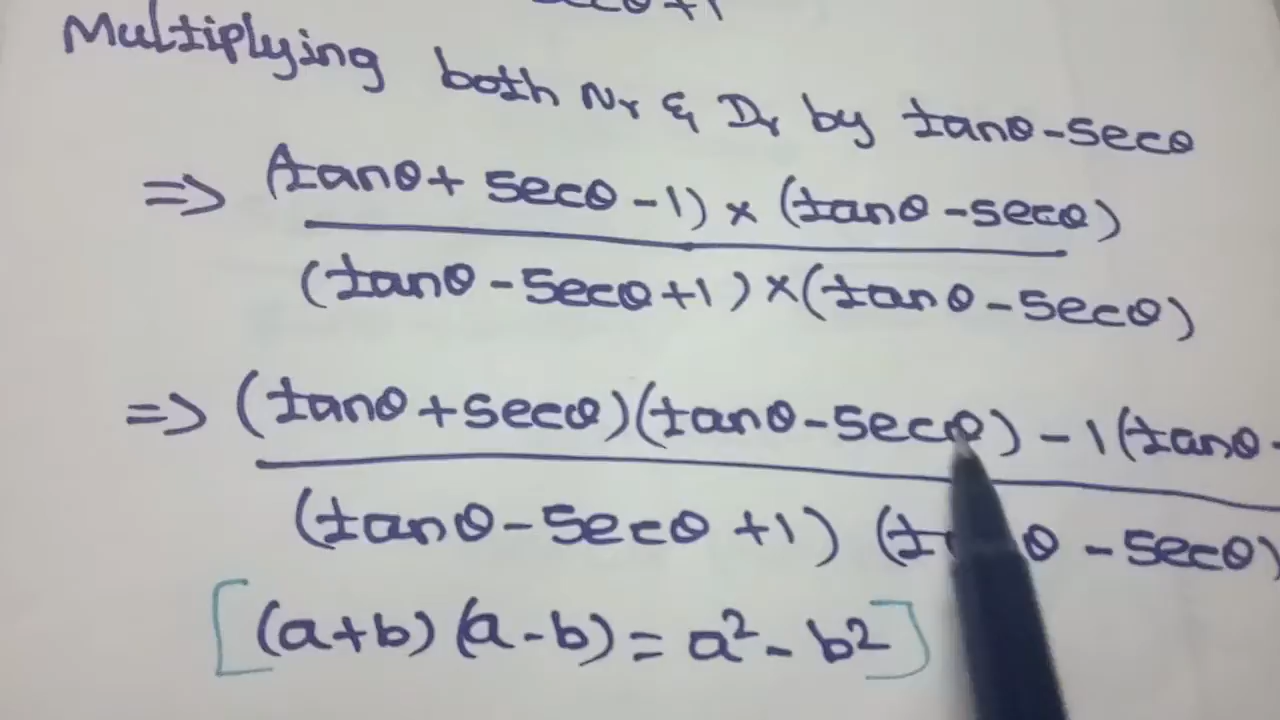 +1
Multiplying both Nr & Dr by tanθ-secθ
=> (tanθ+ secθ -1) × (tanθ -secθ)
(tanθ -secθ+1) ×(tanθ -secθ)
=> (tanθ +secθ)(tanθ-secθ) -1(tanθ-
(tanθ-secθ +1) (t θ -secθ)
[(a+b) (a-b) = a²- b²]